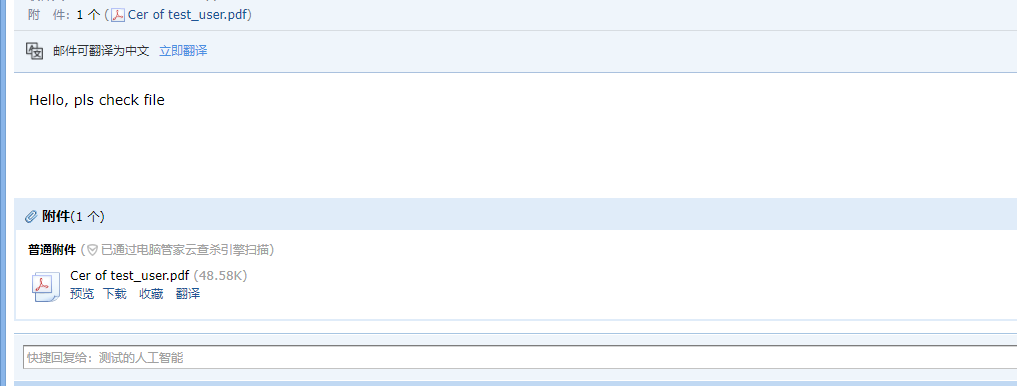 附 件: 1 个 (Cer of test_user.pdf)
邮件可翻译为中文 立即翻译
Hello, pls check file
附件(1 个)
普通附件 (已通过电脑管家云查杀引擎扫描)
Cer of test_user.pdf (48.58K)
预览 下载 收藏 翻译
快捷回复给：测试的人工智能